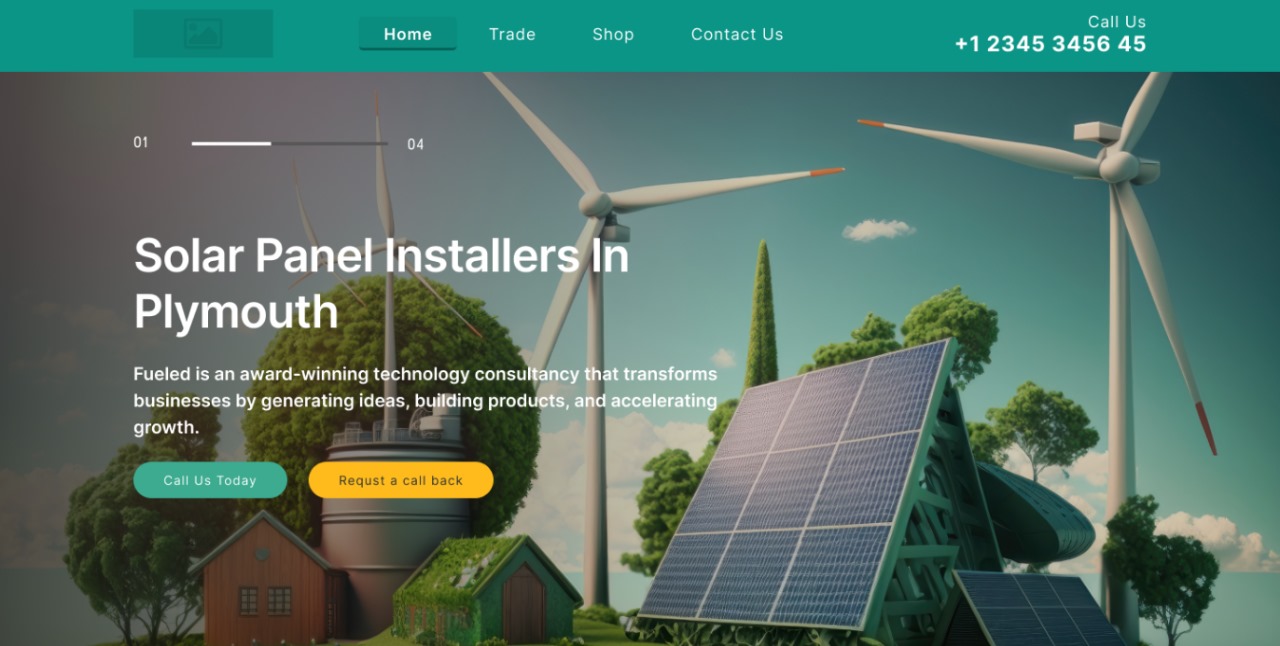 Home
Trade
Shop
Contact Us
Call Us
+1 2345 3456 45
01
04
Solar Panel Installers In
Plymouth
Fueled is an award-winning technology consultancy that transforms
businesses by generating ideas, building products, and accelerating
growth.
Call Us Today
Requst a call back